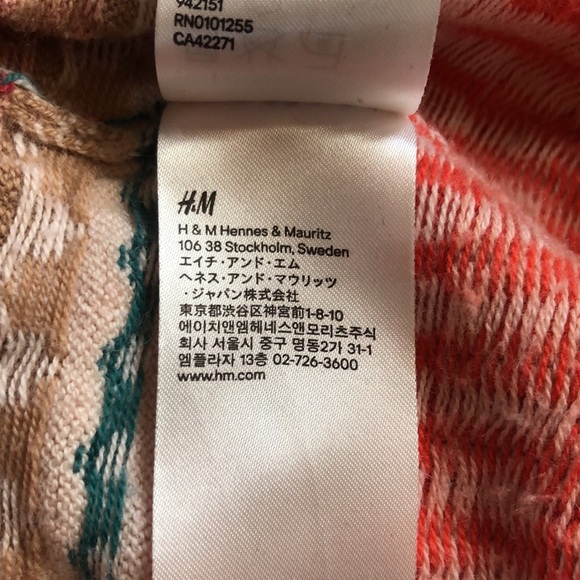 942151
RN0101255
CA42271
H&M
H & M Hennes & Mauritz
106 38 Stockholm, Sweden
エイチ・アンド・エム
ヘネス・アンド・マウリッツ
・ジャパン株式会社
東京都渋谷区神宮前1-8-10
에이치앤엠헤네스앤모리츠주식
회사 서울시 중구 명동2가 31-1
엠플라자 13층 02-726-3600
www.hm.com